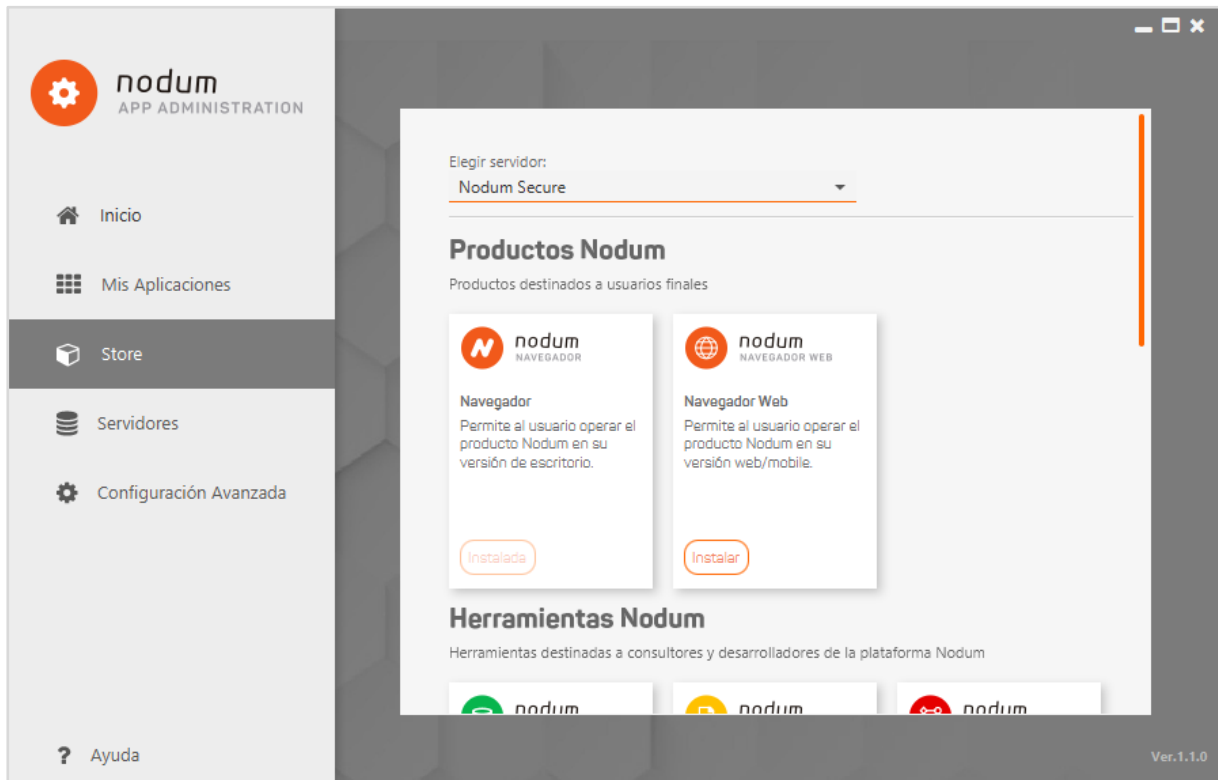 nodum
APP ADMINISTRATION
Inicio
Mis Aplicaciones
Store
Servidores
Configuración Avanzada
? Ayuda
Elegir servidor:
Nodum Secure
Productos Nodum
Productos destinados a usuarios finales
nodum
NAVEGADOR
Navegador
Permite al usuario operar el
producto Nodum en su
versión de escritorio.
Instalada
nodum
NAVEGADOR WEB
Navegador Web
Permite al usuario operar el
producto Nodum en su
versión web/mobile.
Instalar
Herramientas Nodum
Herramientas destinadas a consultores y desarrolladores de la plataforma Nodum
nodum
nodum
nodum
Ver.1.1.0